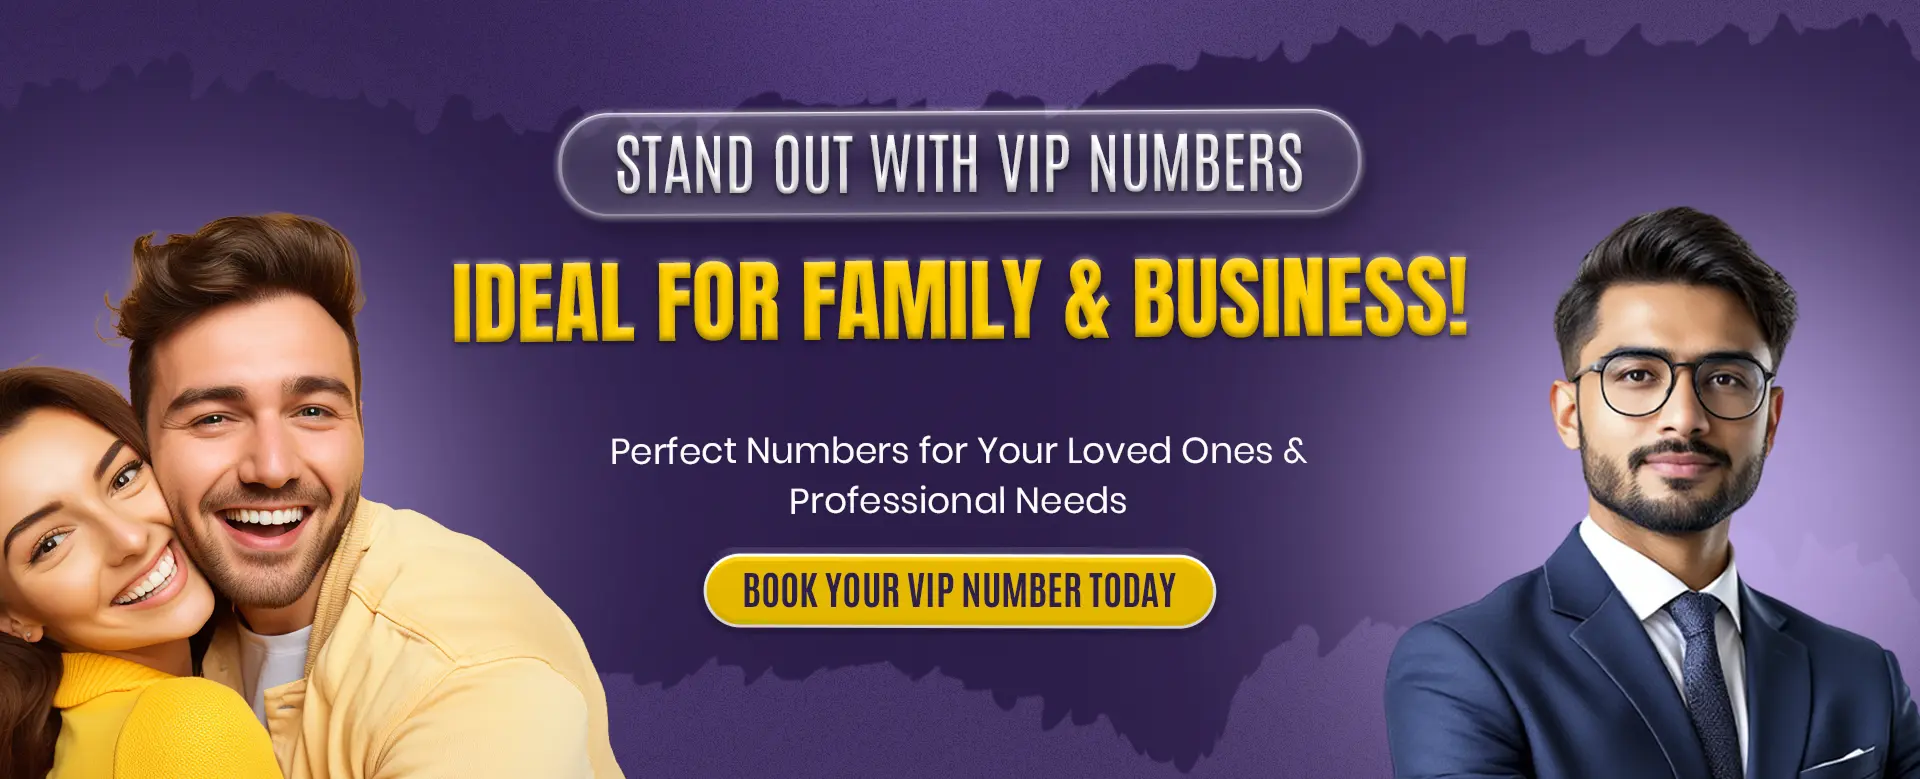 STAND OUT WITH VIP NUMBERS
IDEAL FOR FAMILY & BUSINESS!
Perfect Numbers for Your Loved Ones &
Professional Needs
BOOK YOUR VIP NUMBER TODAY